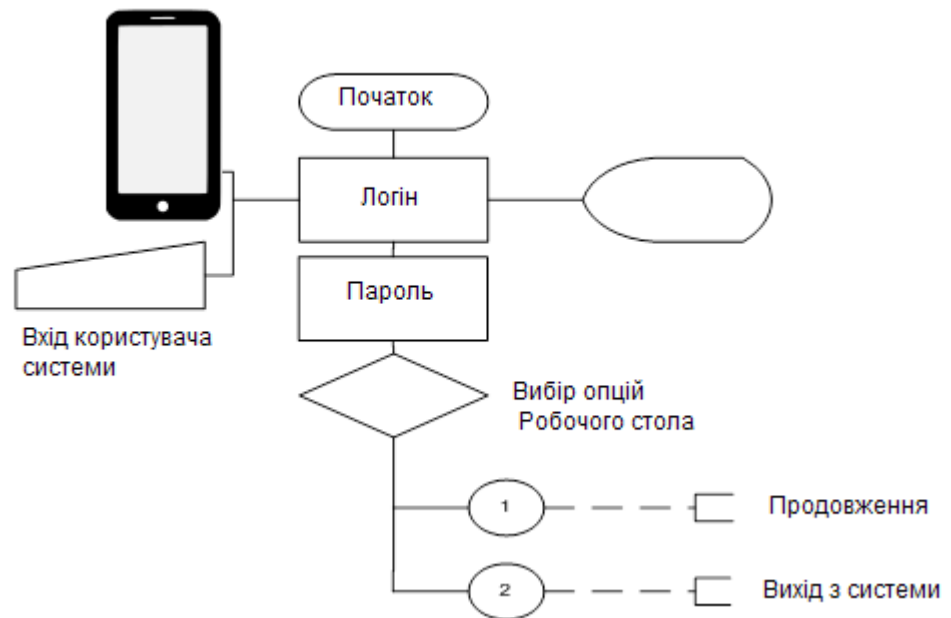 Початок
Логін
Пароль
Вхід користувача
системи
Вибір опцій
Робочого стола
1
Продовження
2
Вихід з системи